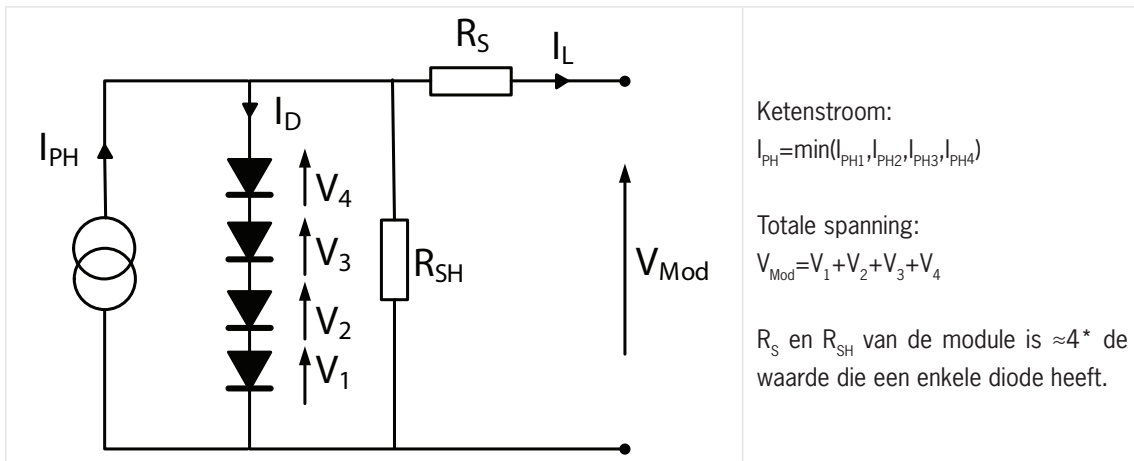 R_S
I_L
I_D
I_PH
V_4
V_3
R_SH
V_Mod
V_2
V_1
Ketenstroom:
I_PH=min(I_PH1,I_PH2,I_PH3,I_PH4)
Totale spanning:
V_Mod=V_1+V_2+V_3+V_4
R_S en R_SH van de module is ≈4* de
waarde die een enkele diode heeft.